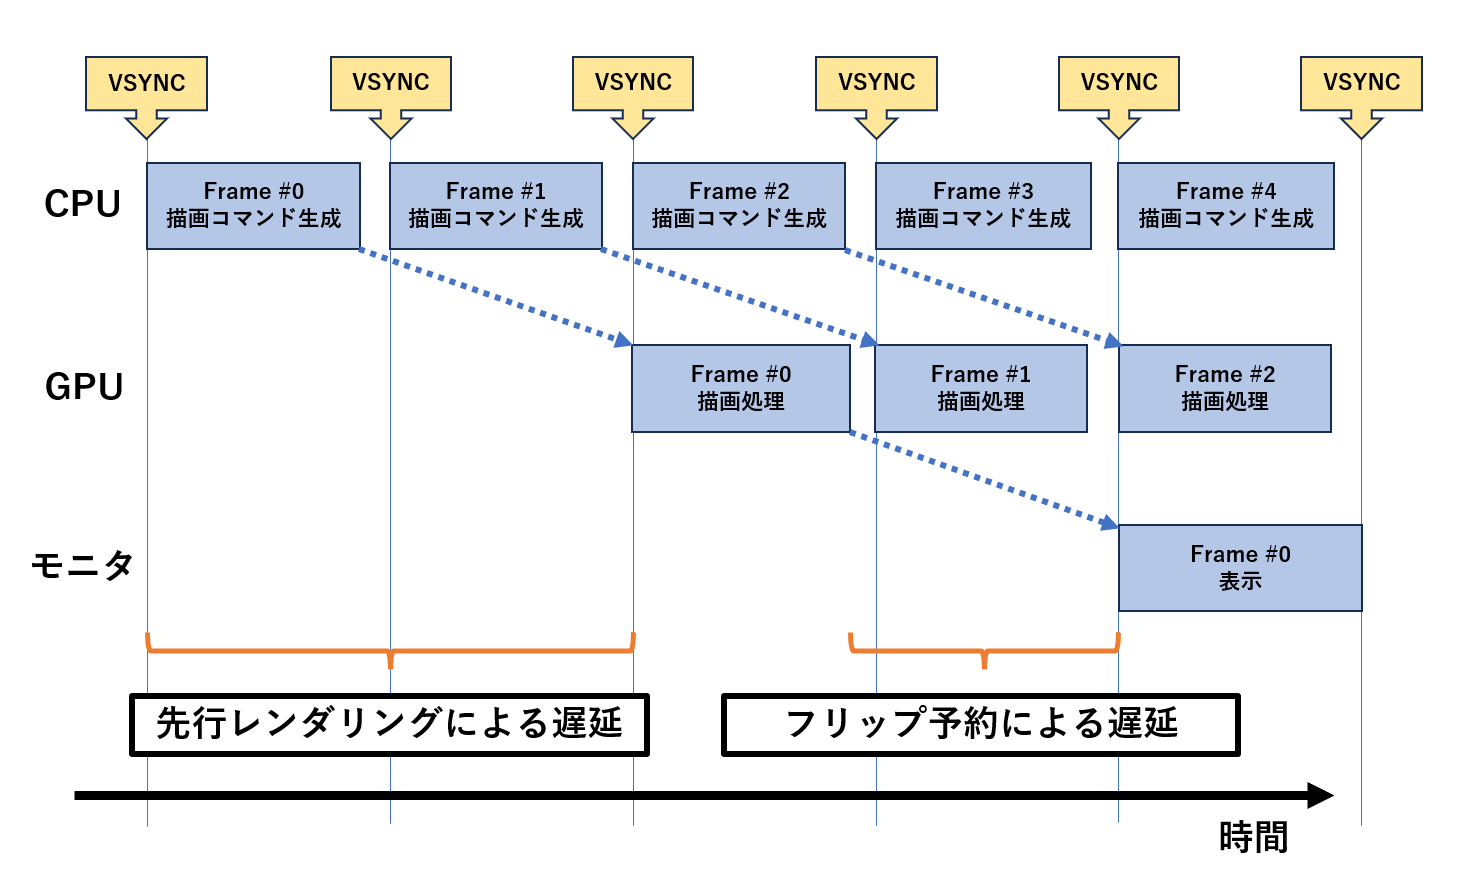 VSYNC
VSYNC
VSYNC
VSYNC
VSYNC
VSYNC
CPU
Frame #0
描画コマンド生成
Frame #1
描画コマンド生成
Frame #2
描画コマンド生成
Frame #3
描画コマンド生成
Frame #4
描画コマンド生成
GPU
Frame #0
描画処理
Frame #1
描画処理
Frame #2
描画処理
モニタ
Frame #0
表示
先行レンダリングによる遅延
フリップ予約による遅延
時間